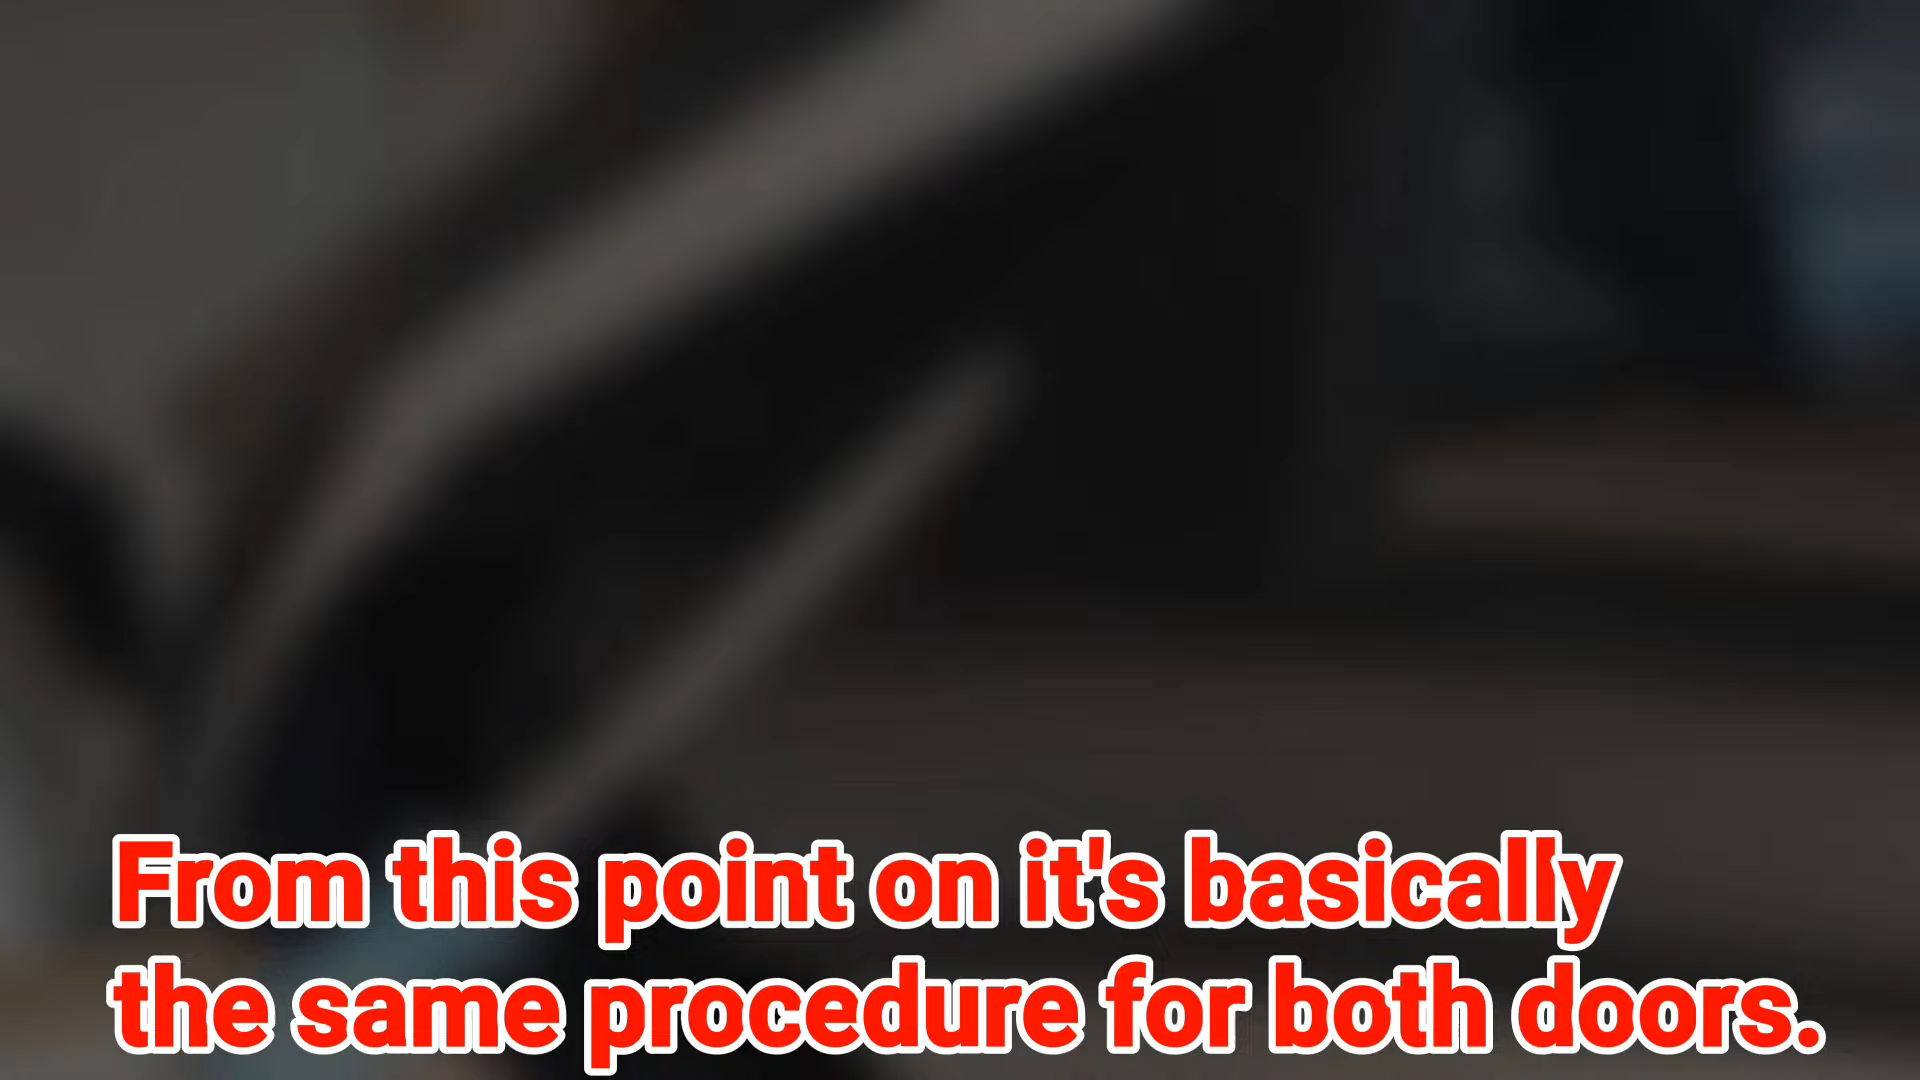 From this point on it's basically
the same procedure for both doors.